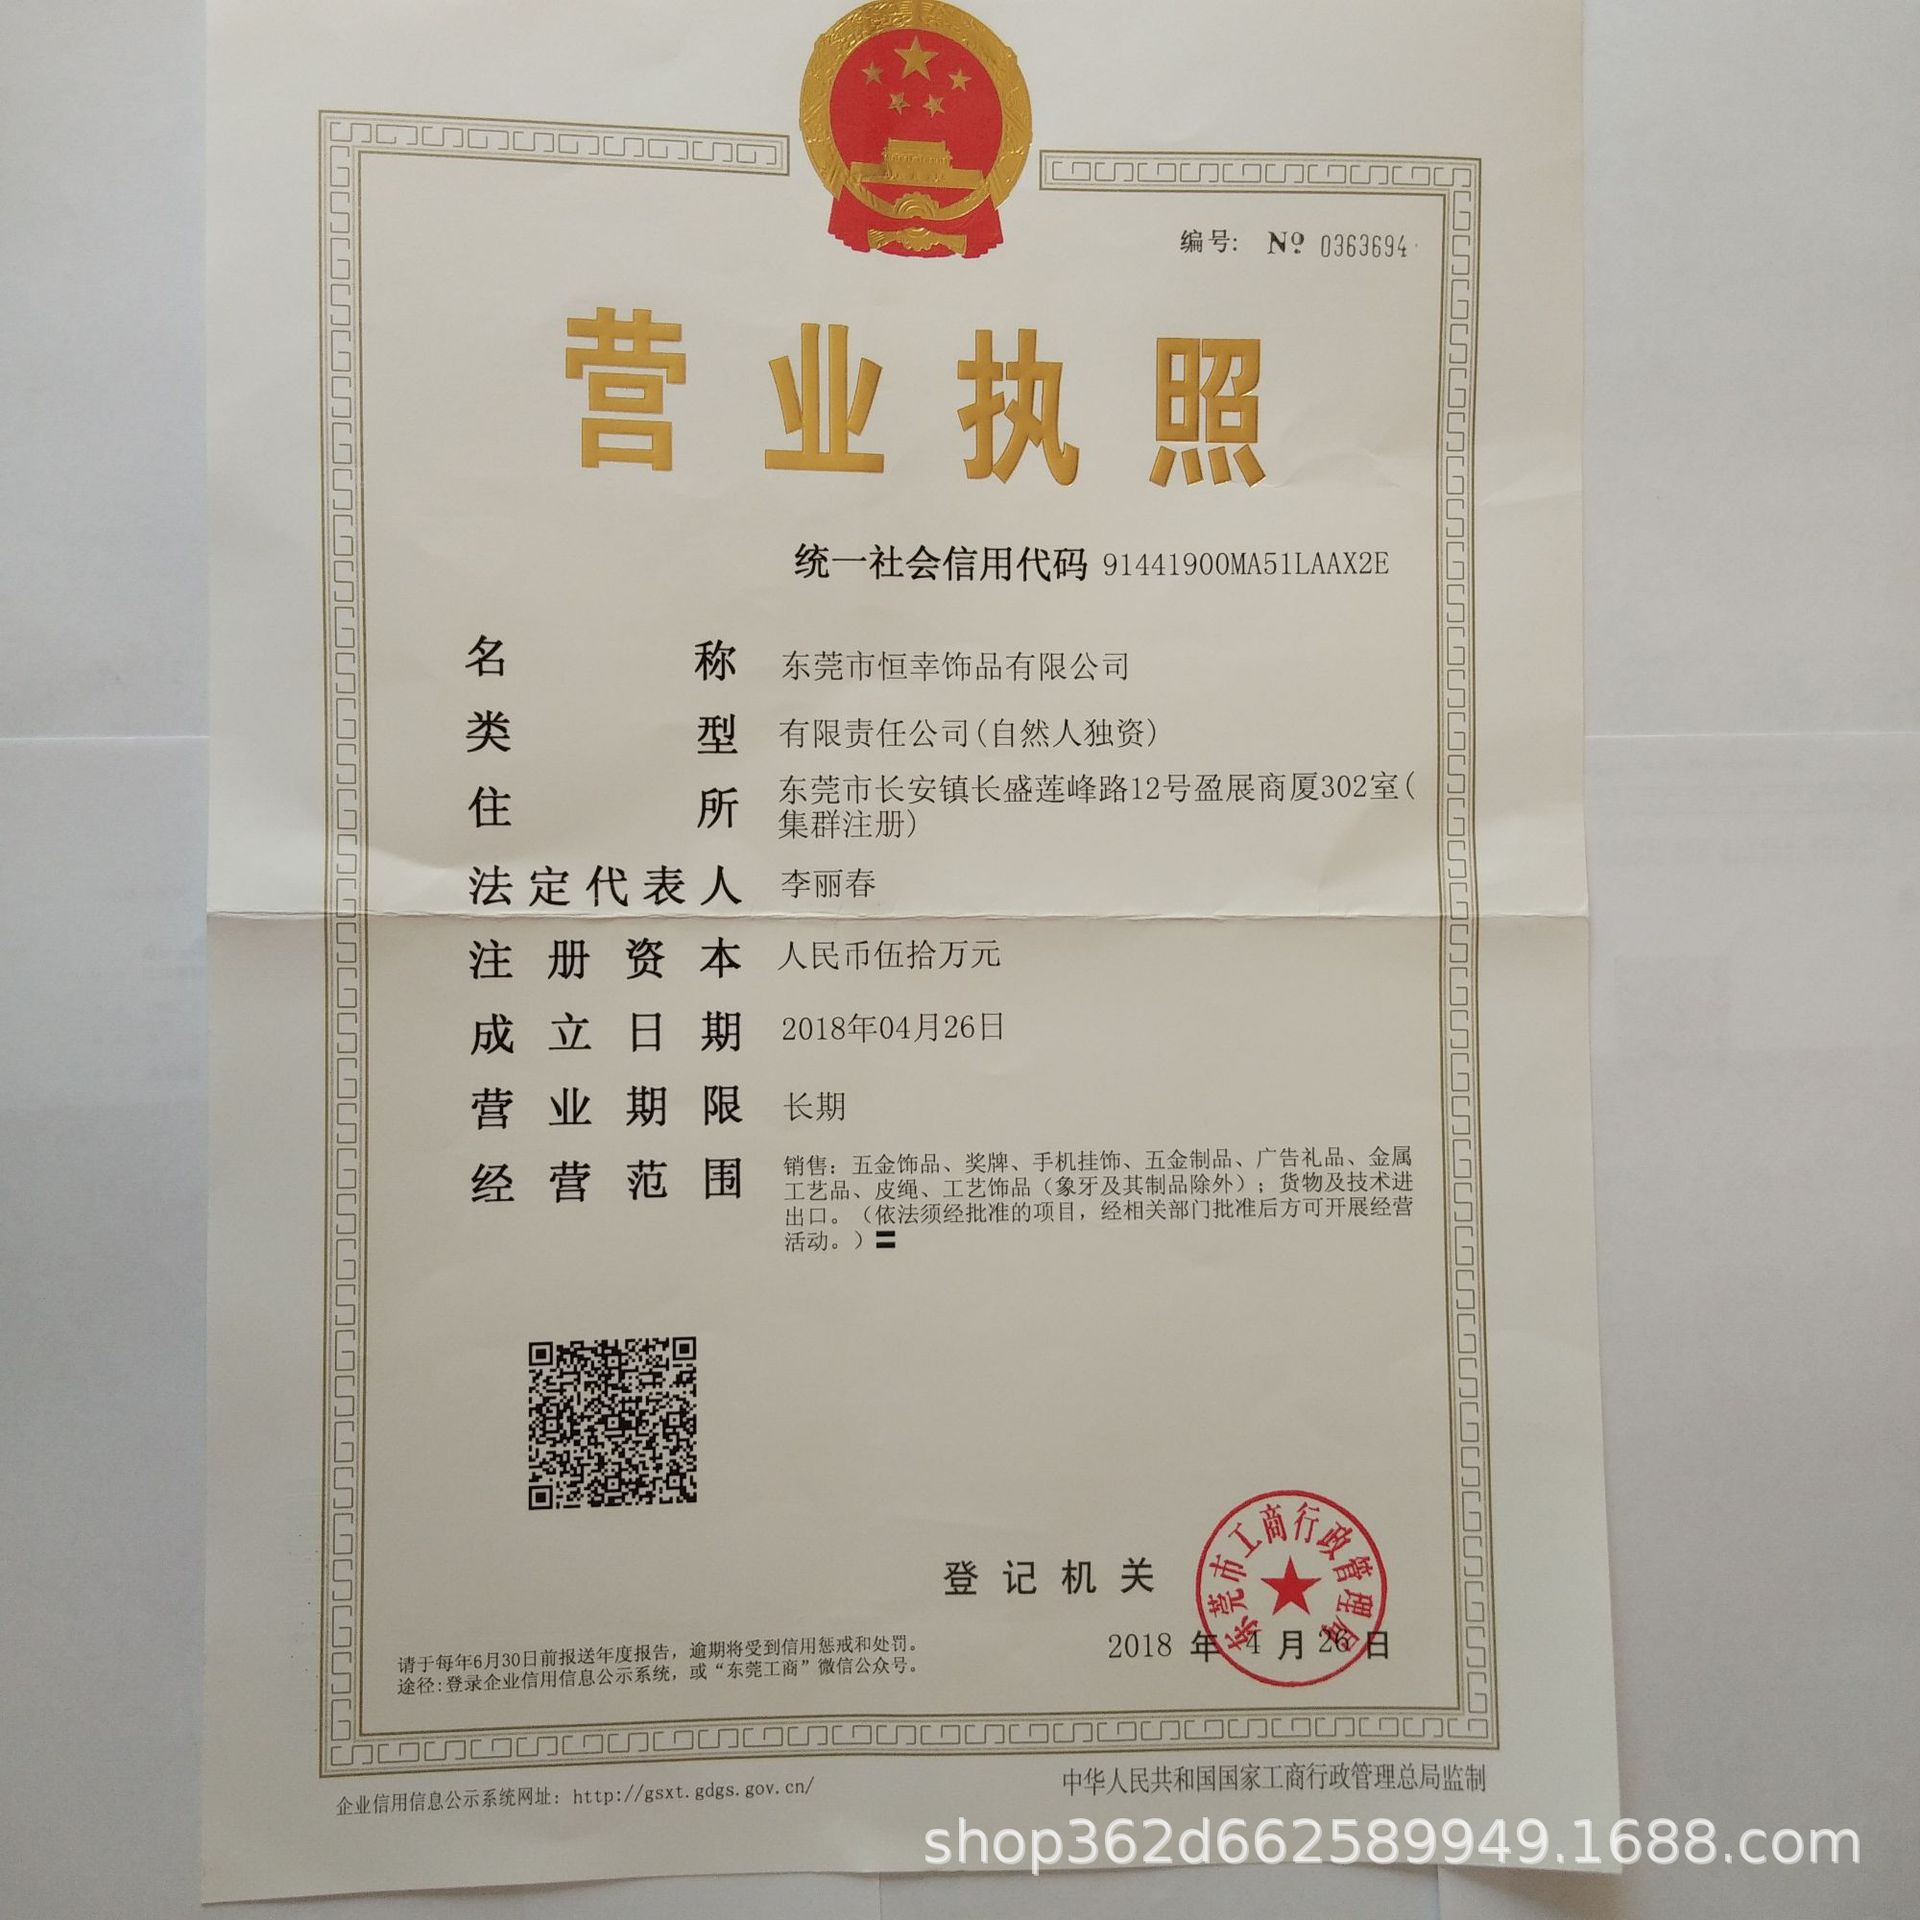 编号: Nº 0363694
营业执照
统一社会信用代码 91441900MA51LAAX2E
名称 东莞市恒幸饰品有限公司
类型 有限责任公司(自然人独资)
住所 东莞市长安镇长盛莲峰路12号盈展商厦302室(
集群注册)
法定代表人 李丽春
注册资本 人民币伍拾万元
成立日期 2018年04月26日
营业期限 长期
经营范围 销售：五金饰品、奖牌、手机挂饰、五金制品、广告礼品、金属
工艺品、皮绳、工艺饰品（象牙及其制品除外）；货物及技术进
出口。（依法须经批准的项目，经相关部门批准后方可开展经营
活动。）〓
登记机关
东莞市工商行政管理局
2018 年 4 月 26 日
请于每年6月30日前报送年度报告，逾期将受到信用惩戒和处罚。
途径:登录企业信用信息公示系统，或“东莞工商”微信公众号。
企业信用信息公示系统网址: http://gsxt.gdgs.gov.cn/
中华人民共和国国家工商行政管理总局监制
shop362d662589949.1688.com